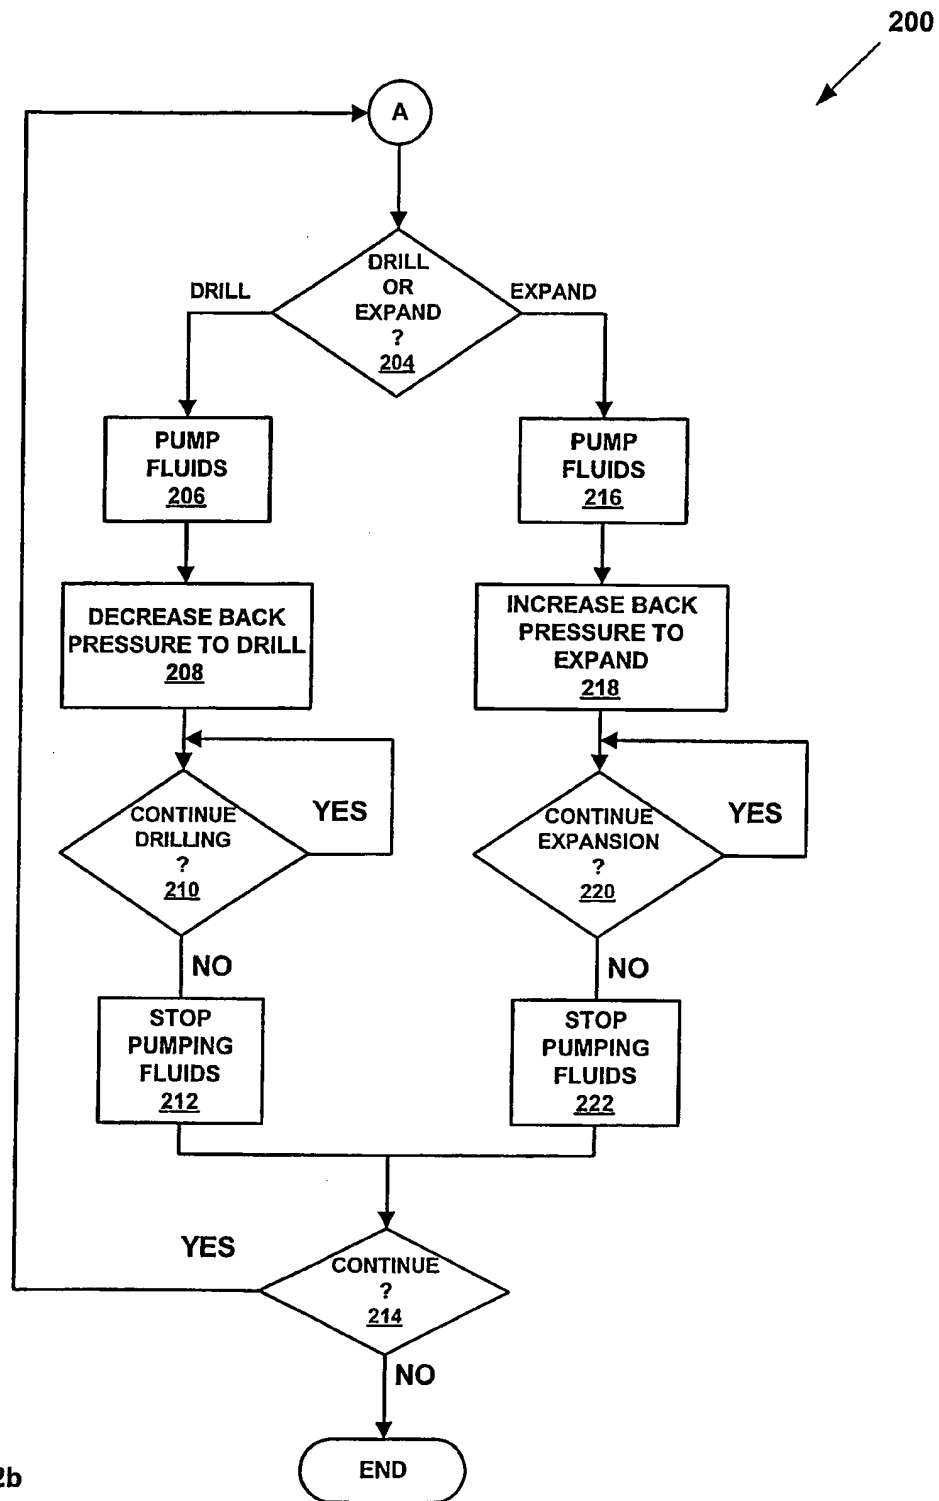 200
A
DRILL
OR
EXPAND
?
204
DRILL
EXPAND
PUMP
FLUIDS
206
PUMP
FLUIDS
216
DECREASE BACK
PRESSURE TO DRILL
208
INCREASE BACK
PRESSURE TO
EXPAND
218
CONTINUE
DRILLING
?
210
YES
CONTINUE
EXPANSION
?
220
YES
NO
NO
STOP
PUMPING
FLUIDS
212
STOP
PUMPING
FLUIDS
222
YES
CONTINUE
?
214
NO
END
2b